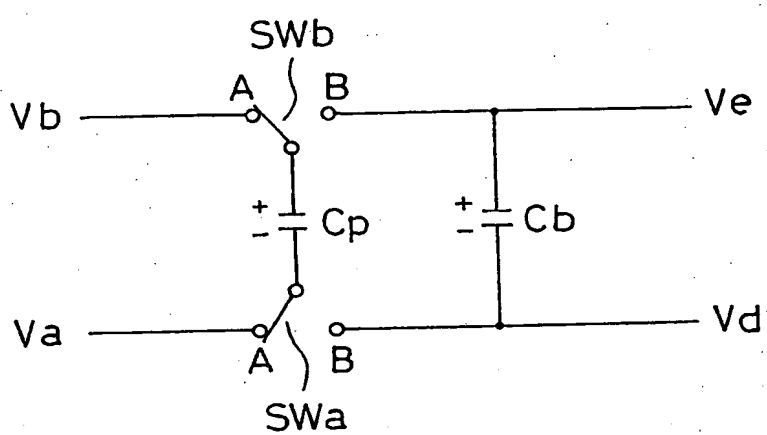 SWb
A B
Vb Ve
+ Cp + Cb
- -
Va Vd
A B
SWa